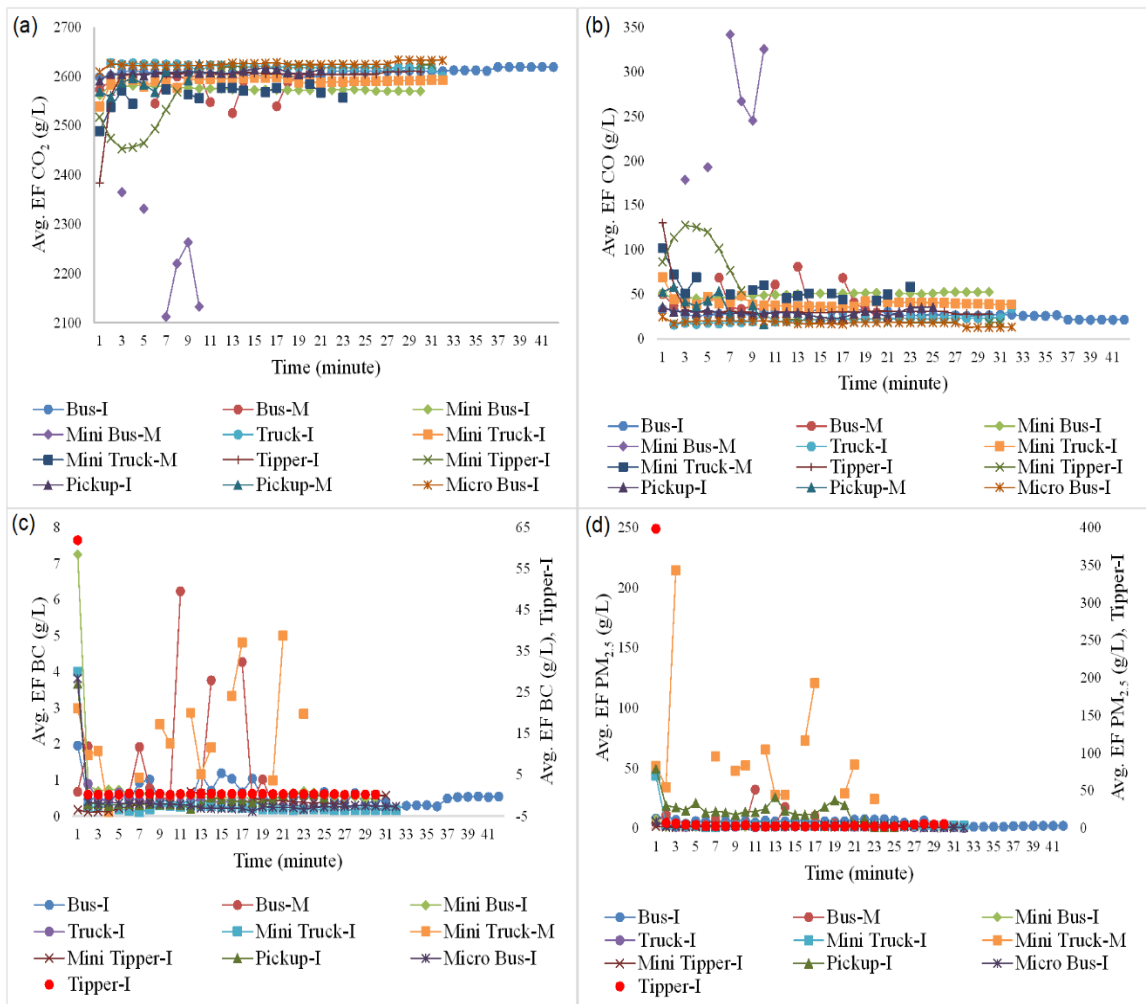 (a)
2700
2600
2500
2400
2300
2200
2100
Avg. EF CO₂ (g/L)
1 3 5 7 9 11 13 15 17 19 21 23 25 27 29 31 33 35 37 39 41
Time (minute)
Bus-I Bus-M Mini Bus-I
Mini Bus-M Truck-I Mini Truck-I
Mini Truck-M Tipper-I Mini Tipper-I
Pickup-I Pickup-M Micro Bus-I
(b)
350
300
250
200
150
100
50
0
Avg. EF CO (g/L)
1 3 5 7 9 11 13 15 17 19 21 23 25 27 29 31 33 35 37 39 41
Time (minute)
Bus-I Bus-M Mini Bus-I
Mini Bus-M Truck-I Mini Truck-I
Mini Truck-M Tipper-I Mini Tipper-I
Pickup-I Pickup-M Micro Bus-I
(c)
8
7
6
5
4
3
2
1
0
Avg. EF BC (g/L)
65
55
45
35
25
15
5
-5
Avg. EF BC (g/L), Tipper-I
1 3 5 7 9 11 13 15 17 19 21 23 25 27 29 31 33 35 37 39 41
Time (minute)
Bus-I Bus-M Mini Bus-I
Truck-I Mini Truck-I Mini Truck-M
Mini Tipper-I Pickup-I Micro Bus-I
Tipper-I
(d)
250
200
150
100
50
0
Avg. EF PM₂.₅ (g/L)
400
350
300
250
200
150
100
50
0
Avg. EF PM₂.₅ (g/L), Tipper-I
1 3 5 7 9 11 13 15 17 19 21 23 25 27 29 31 33 35 37 39 41
Time (minute)
Bus-I Bus-M Mini Bus-I
Truck-I Mini Truck-I Mini Truck-M
Mini Tipper-I Pickup-I Micro Bus-I
Tipper-I